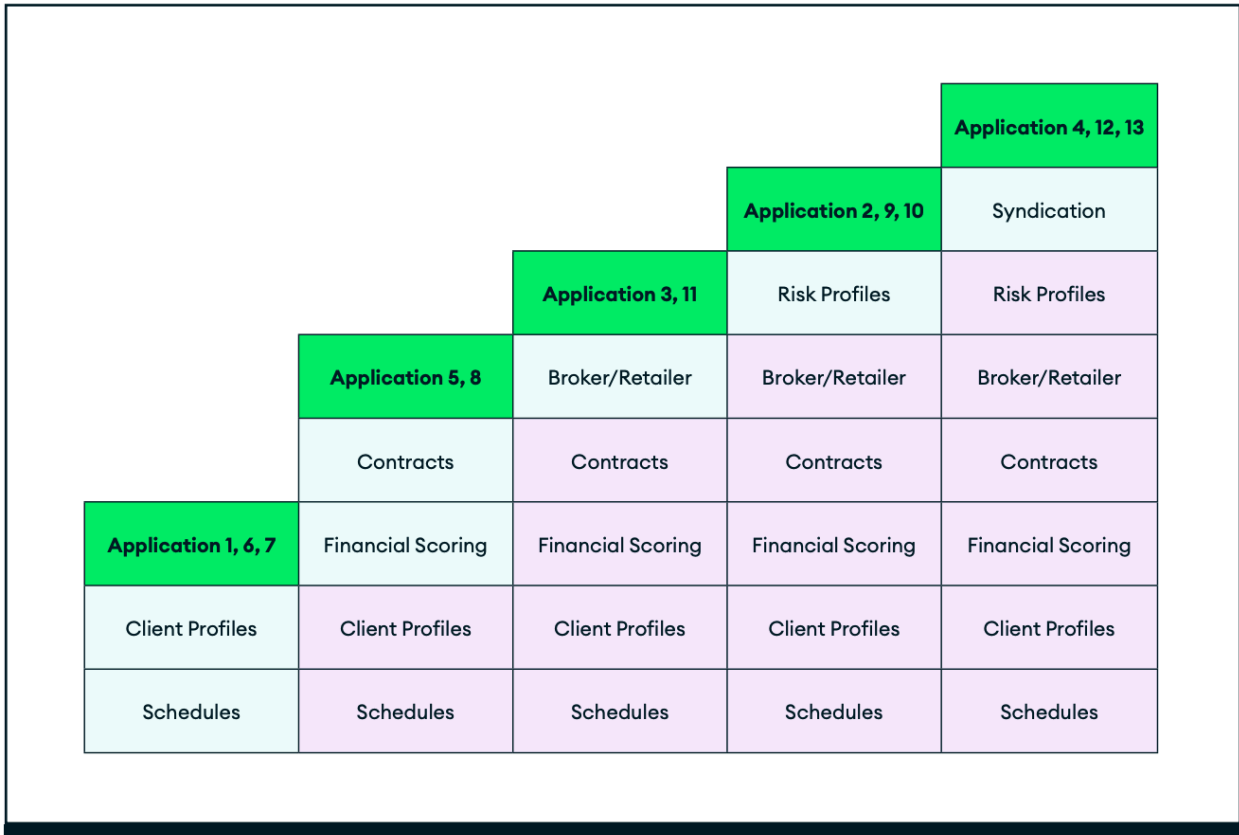 Application 4, 12, 13
Application 2, 9, 10
Syndication
Application 3, 11
Risk Profiles
Risk Profiles
Application 5, 8
Broker/Retailer
Broker/Retailer
Broker/Retailer
Contracts
Contracts
Contracts
Contracts
Application 1, 6, 7
Financial Scoring
Financial Scoring
Financial Scoring
Financial Scoring
Client Profiles
Client Profiles
Client Profiles
Client Profiles
Client Profiles
Schedules
Schedules
Schedules
Schedules
Schedules